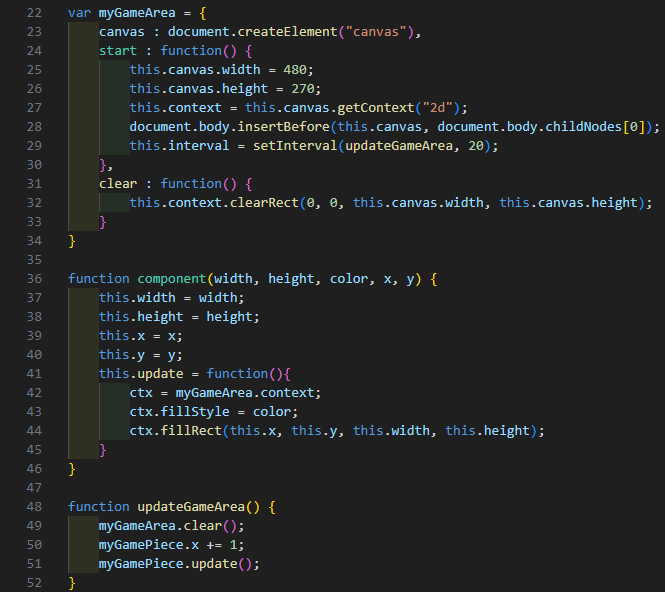 22 var myGameArea = {
23 canvas : document.createElement("canvas"),
24 start : function() {
25 this.canvas.width = 480;
26 this.canvas.height = 270;
27 this.context = this.canvas.getContext("2d");
28 document.body.insertBefore(this.canvas, document.body.childNodes[0]);
29 this.interval = setInterval(updateGameArea, 20);
30 },
31 clear : function() {
32 this.context.clearRect(0, 0, this.canvas.width, this.canvas.height);
33 }
34 }
35
36 function component(width, height, color, x, y) {
37 this.width = width;
38 this.height = height;
39 this.x = x;
40 this.y = y;
41 this.update = function(){
42 ctx = myGameArea.context;
43 ctx.fillStyle = color;
44 ctx.fillRect(this.x, this.y, this.width, this.height);
45 }
46 }
47
48 function updateGameArea() {
49 myGameArea.clear();
50 myGamePiece.x += 1;
51 myGamePiece.update();
52 }